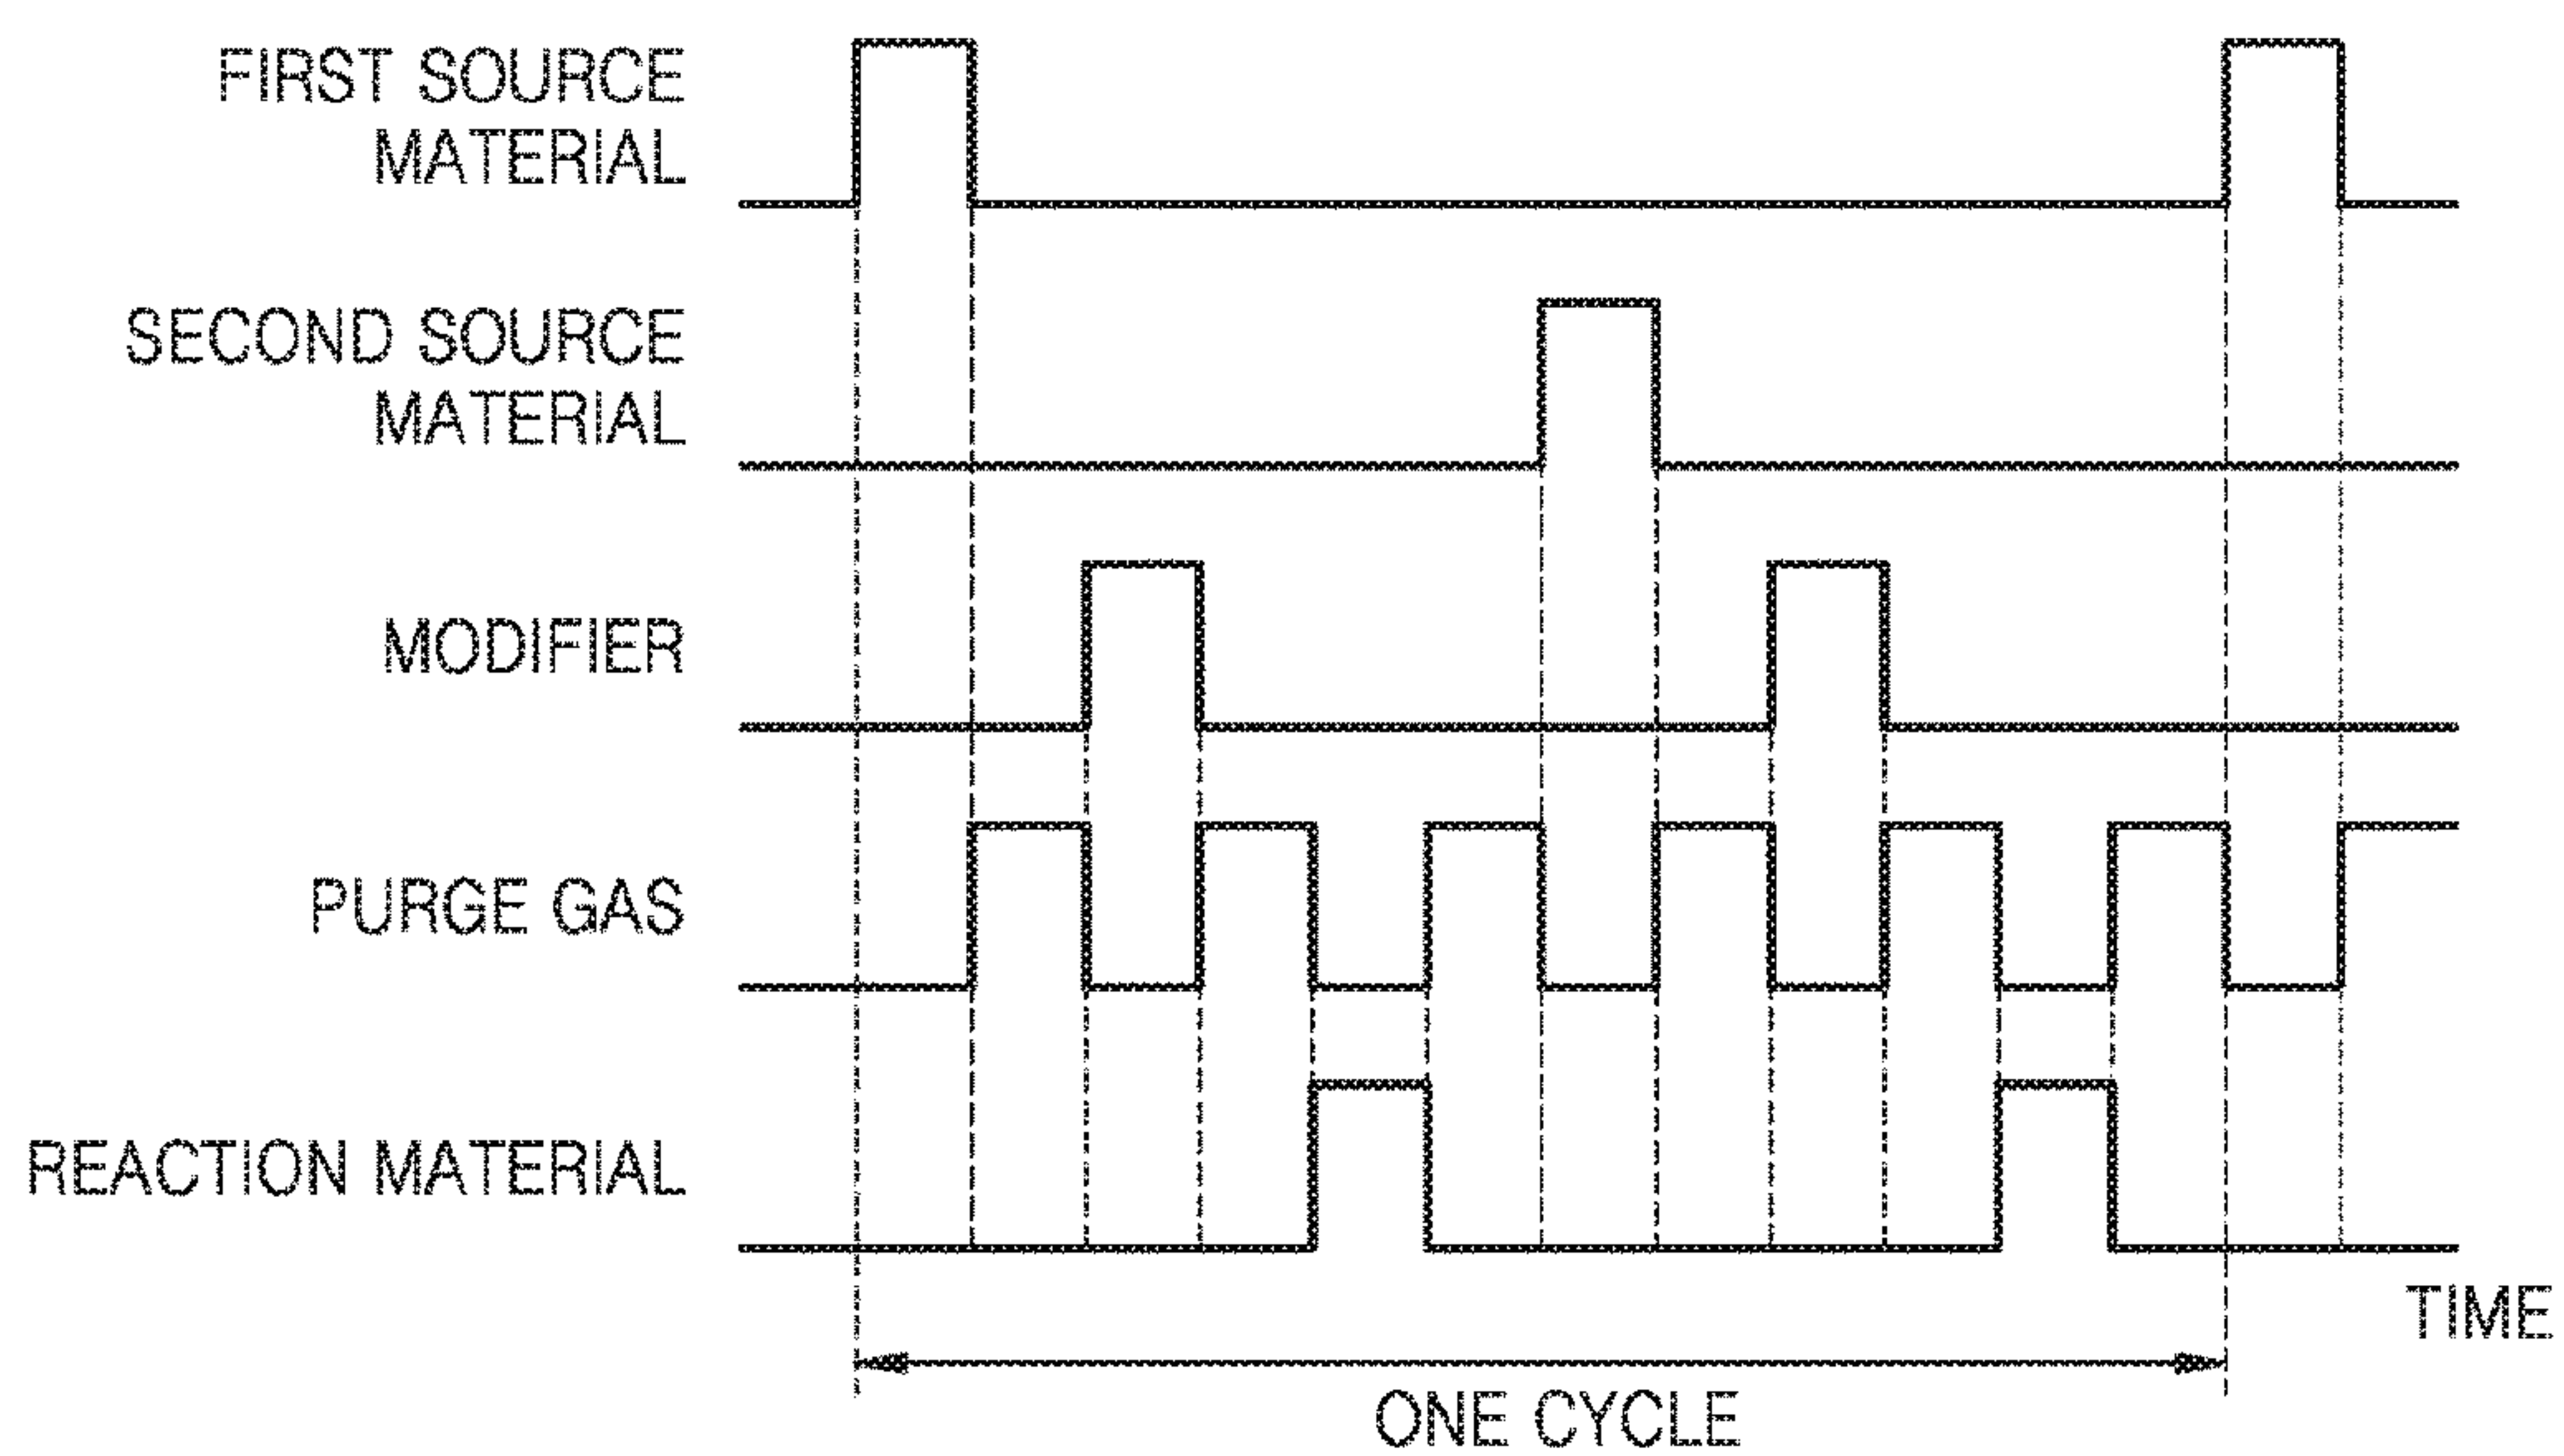 FIRST SOURCE
MATERIAL
SECOND SOURCE
MATERIAL
MODIFIER
PURGE GAS
REACTION MATERIAL
TIME
ONE CYCLE